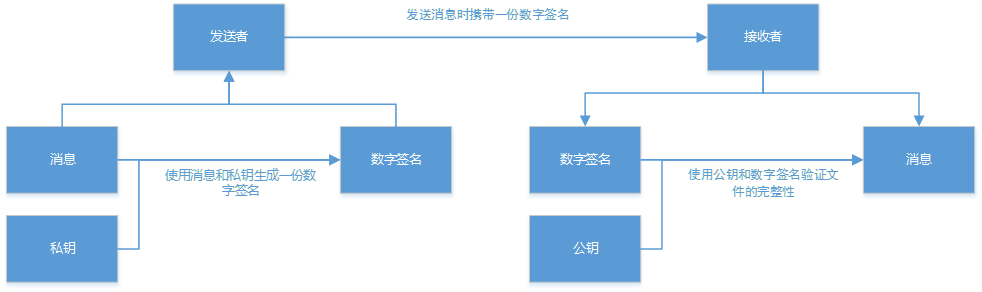 发送消息时携带一份数字签名
发送者
接收者
消息
数字签名
使用消息和私钥生成一份数
字签名
私钥
数字签名
消息
使用公钥和数字签名验证文
件的完整性
公钥